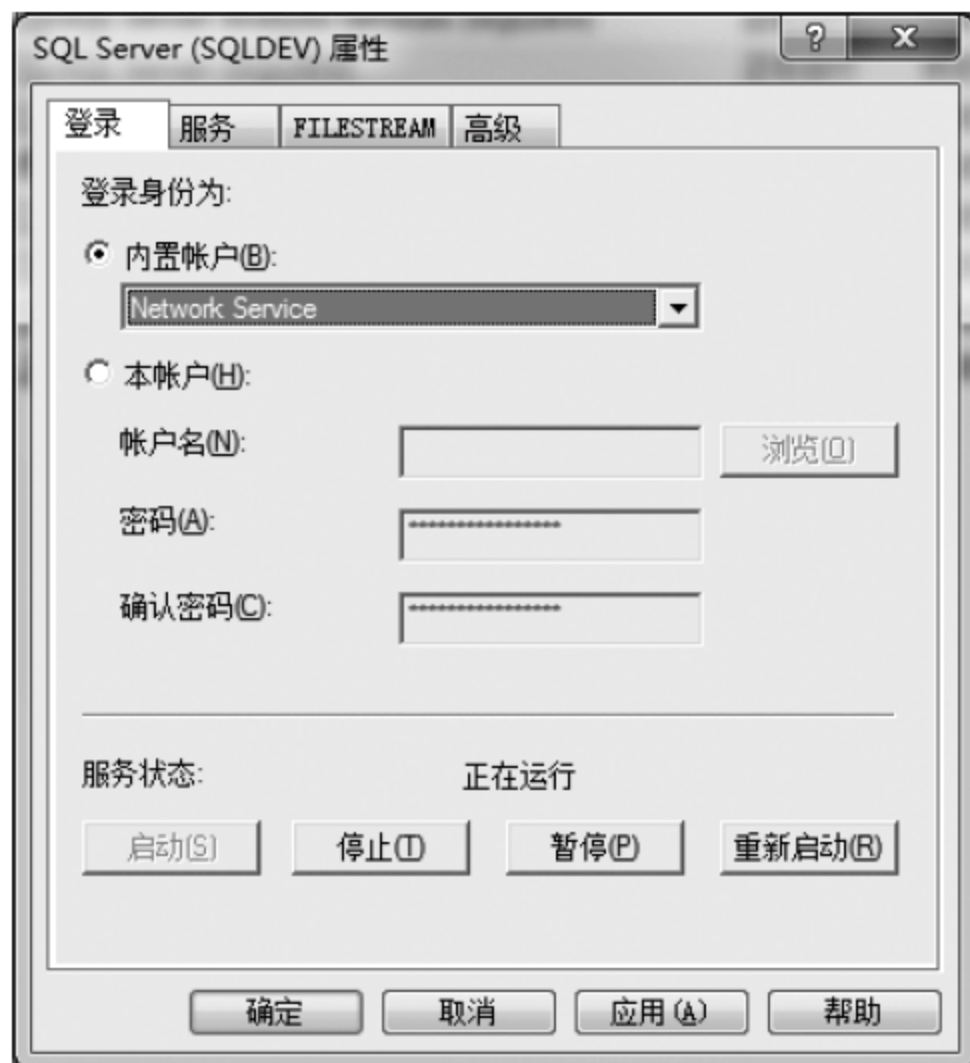 SQL Server (SQLDEV) 属性
登录 服务 FILESTREAM 高级
登录身份为:
内置帐户(B):
Network Service
本帐户(H):
帐户名(N): 浏览(O)
密码(A): ****************
确认密码(C): ****************
服务状态: 正在运行
启动(S) 停止(T) 暂停(P) 重新启动(R)
确定 取消 应用(A) 帮助